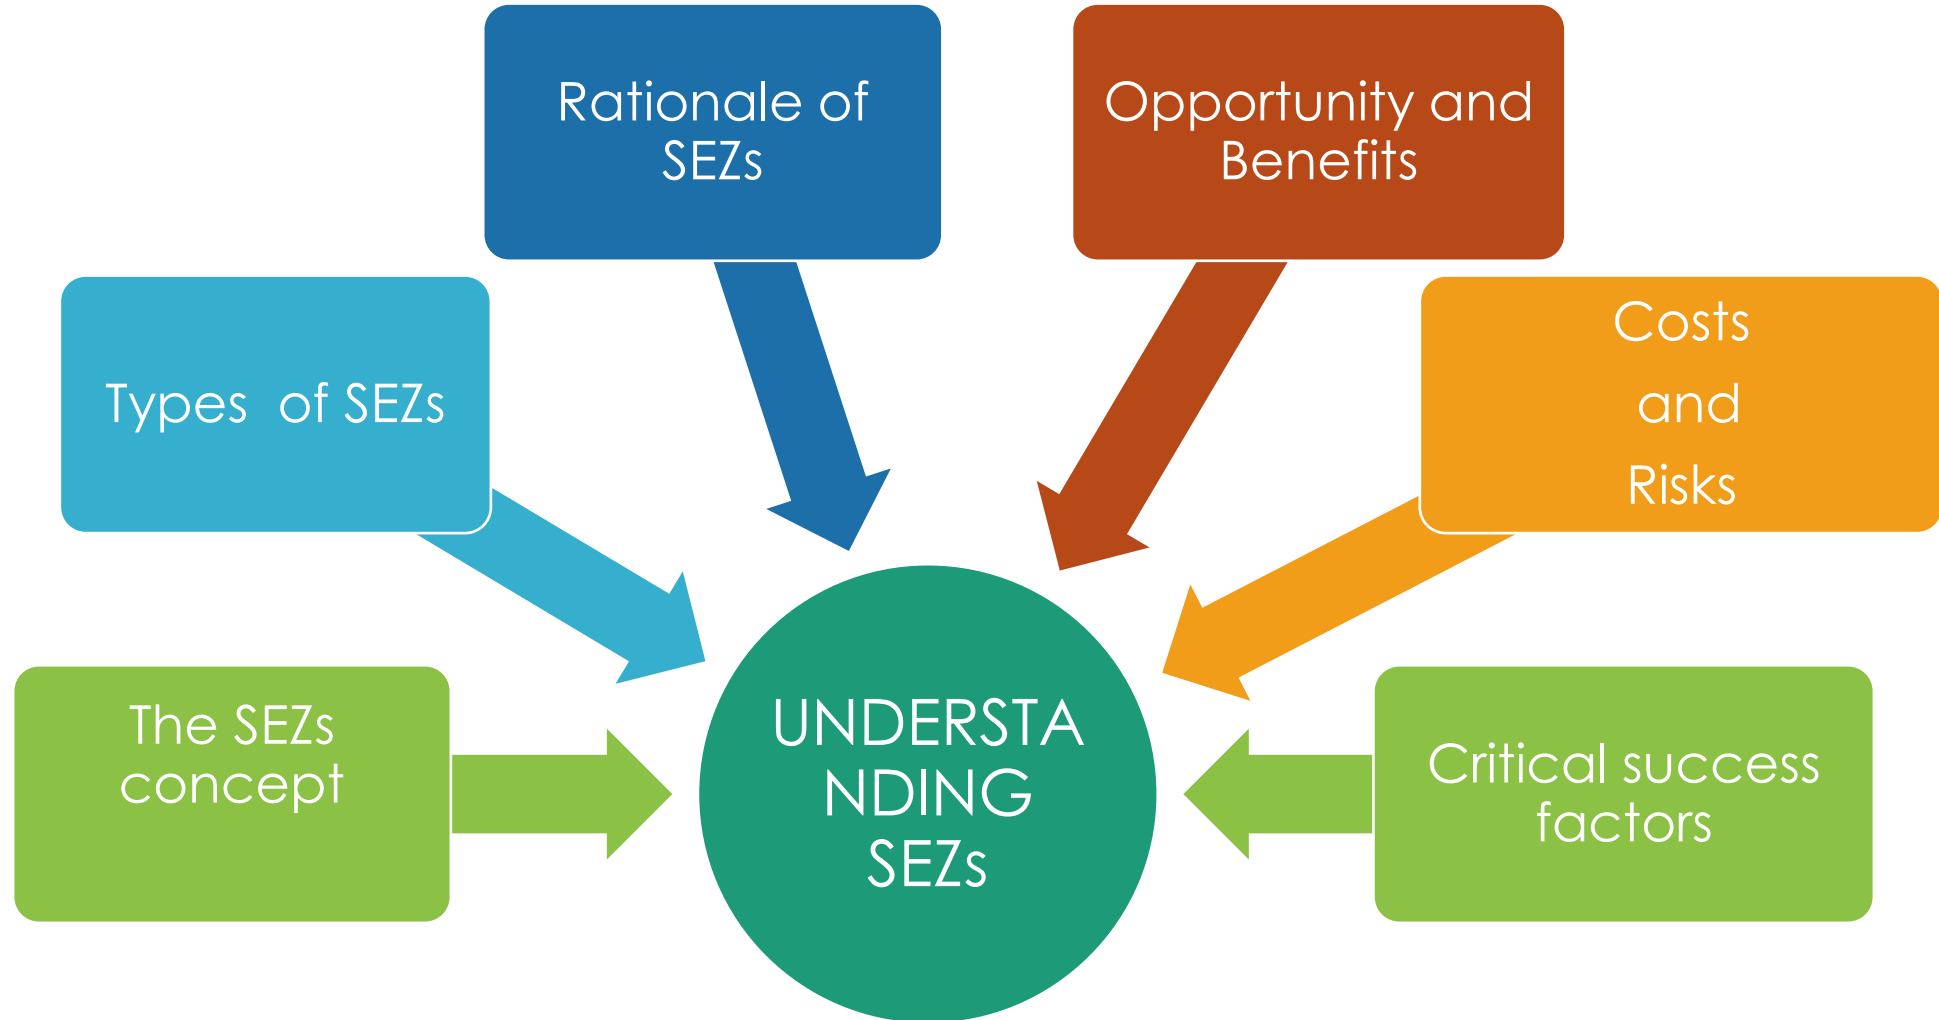 Rationale of
SEZs
Opportunity and
Benefits
Types of SEZs
Costs
and
Risks
The SEZs
concept
UNDERSTA
NDING
SEZs
Critical success
factors